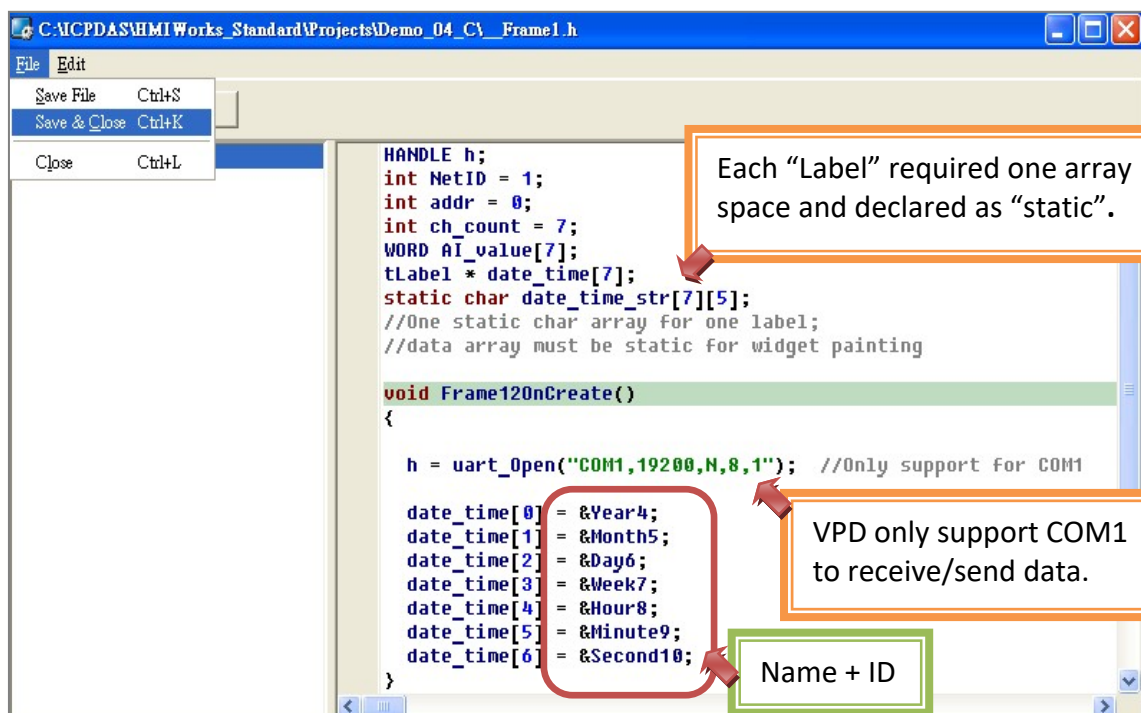 C:\ICPDAS\HMIWorks_Standard\Projects\Demo_04_C\__Frame1.h
File Edit
Save File Ctrl+S
Save & Close Ctrl+K
Close Ctrl+L
HANDLE h;
int NetID = 1;
int addr = 0;
int ch_count = 7;
WORD AI_value[7];
tLabel * date_time[7];
static char date_time_str[7][5];
//One static char array for one label;
//data array must be static for widget painting
Each “Label” required one array
space and declared as “static”.
void Frame12OnCreate()
{
h = uart_Open("COM1,19200,N,8,1"); //Only support for COM1
date_time[0] = &Year4;
date_time[1] = &Month5;
date_time[2] = &Day6;
date_time[3] = &Week7;
date_time[4] = &Hour8;
date_time[5] = &Minute9;
date_time[6] = &Second10;
}
VPD only support COM1
to receive/send data.
Name + ID